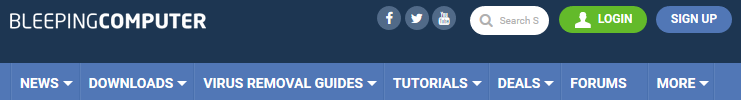 BLEEPINGCOMPUTER
Search S
LOGIN
SIGN UP
NEWS DOWNLOADS VIRUS REMOVAL GUIDES TUTORIALS DEALS FORUMS MORE